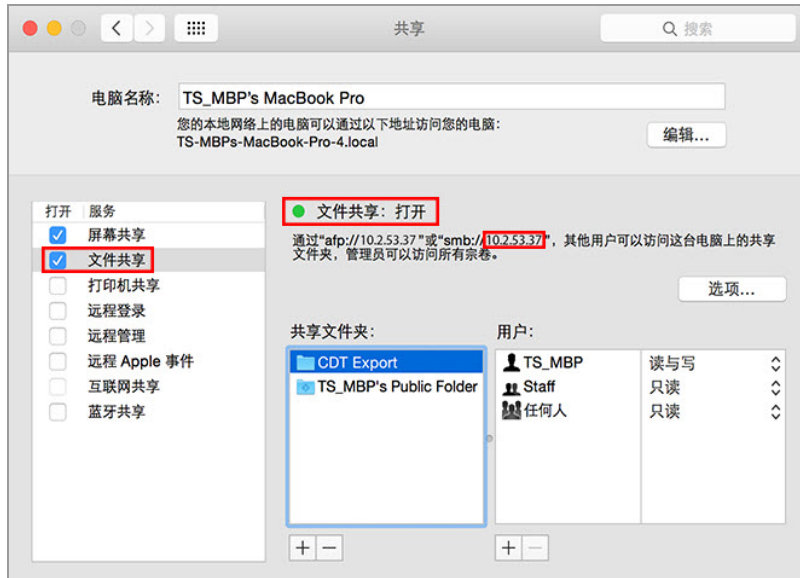 共享
搜索
电脑名称:
TS_MBP's MacBook Pro
您的本地网络上的电脑可以通过以下地址访问您的电脑:
TS-MBPs-MacBook-Pro-4.local
编辑...
打开 服务
屏幕共享
文件共享
打印机共享
远程登录
远程管理
远程 Apple 事件
互联网共享
蓝牙共享
文件共享: 打开
通过“afp://10.2.53.37”或“smb://10.2.53.37”，其他用户可以访问这台电脑上的共享
文件夹，管理员可以访问所有宗卷。
选项...
共享文件夹:
CDT Export
TS_MBP's Public Folder
用户:
TS_MBP 读与写
Staff 只读
任何人 只读